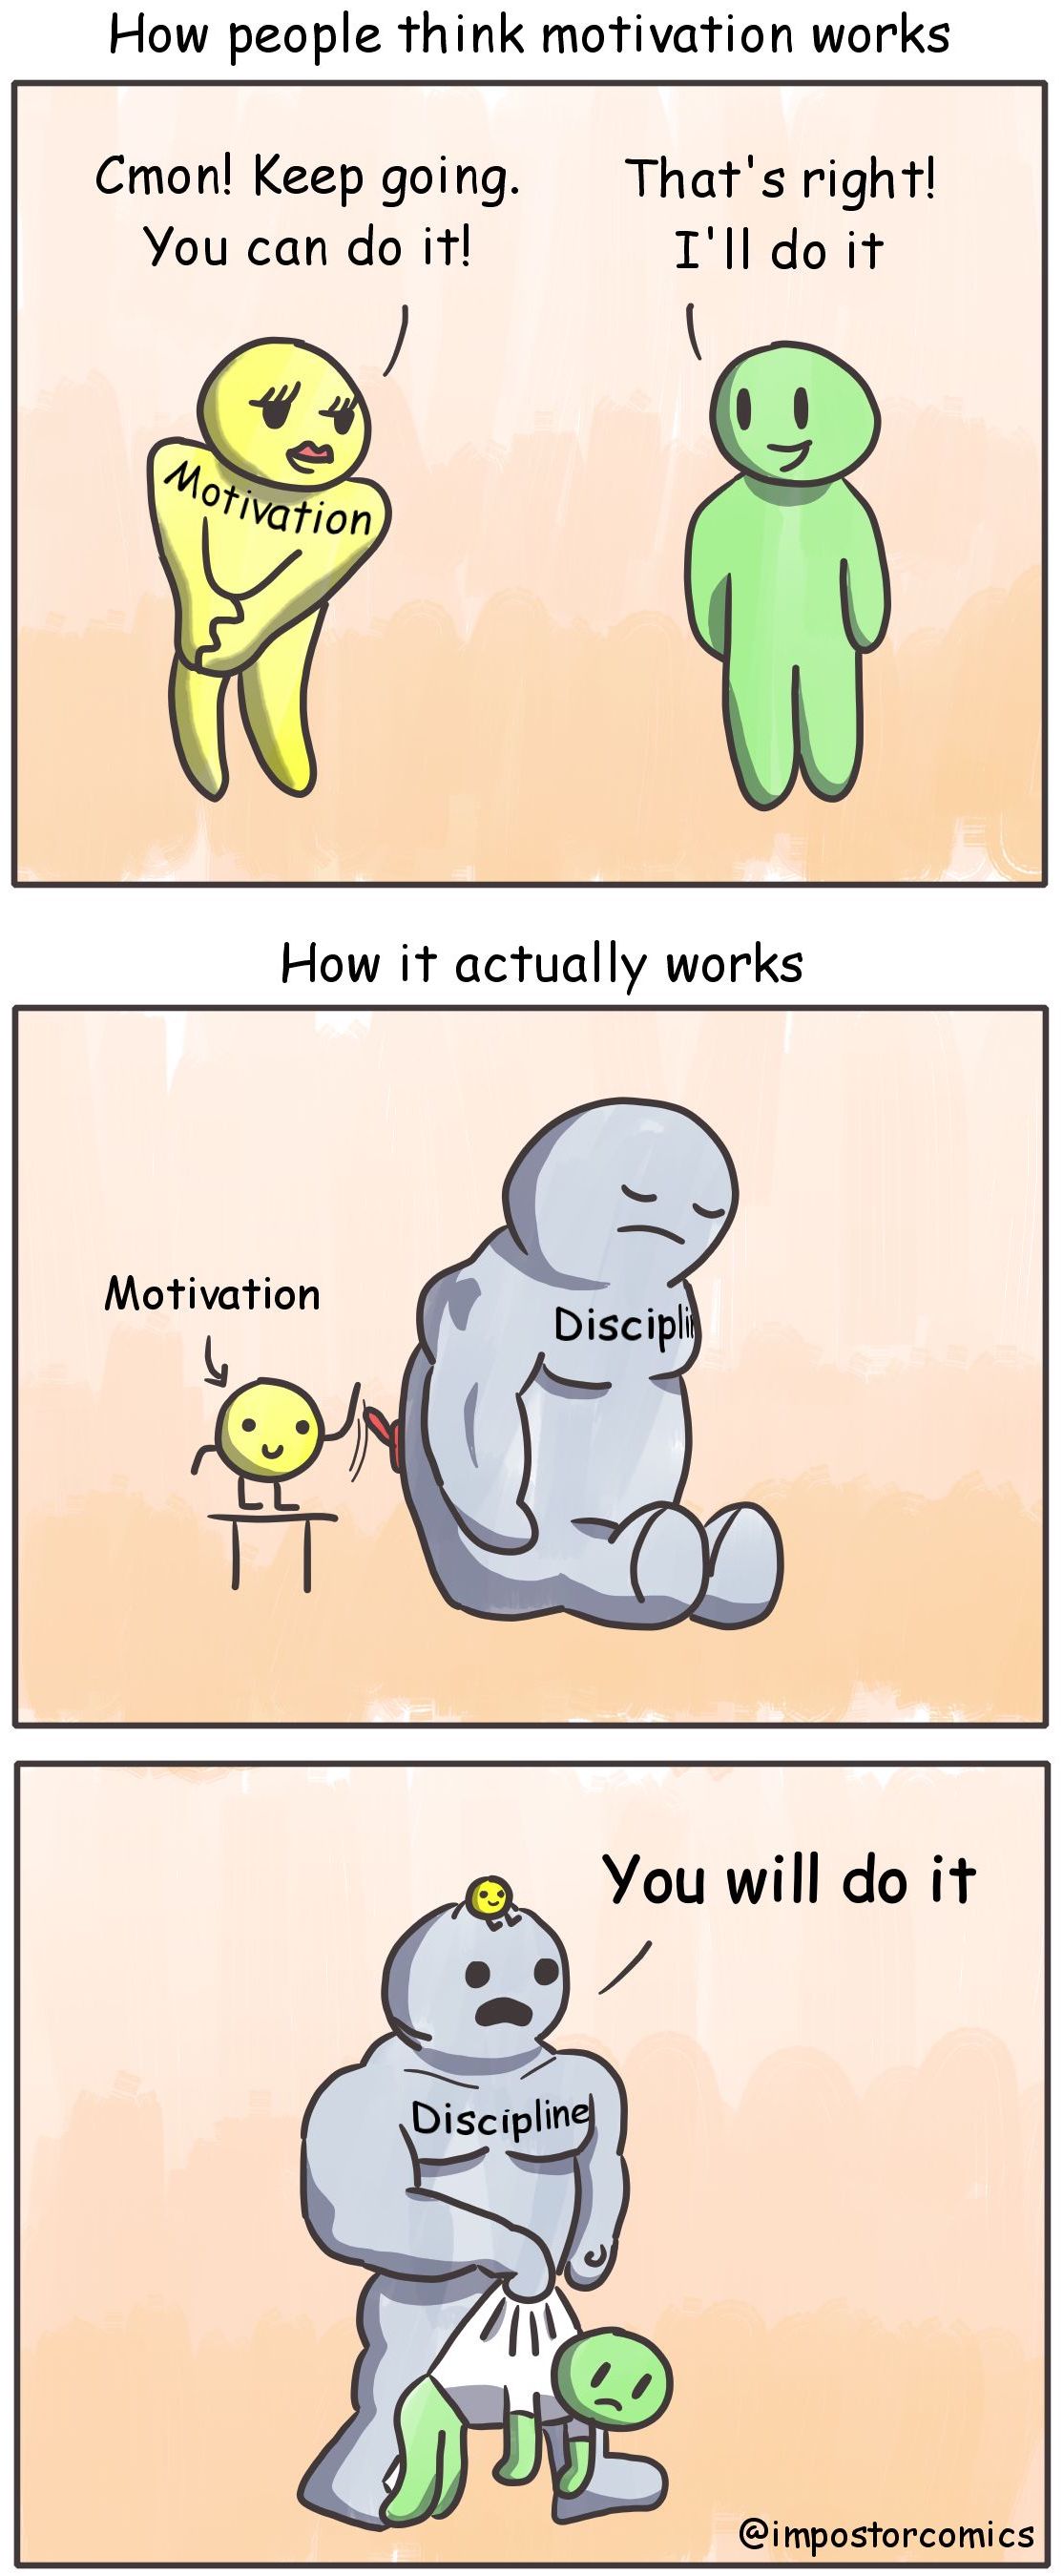 How people think motivation works
Cmon! Keep going.
You can do it!
That's right!
I'll do it
Motivation
How it actually works
Motivation
Discipli
You will do it
Discipline
@impostorcomics